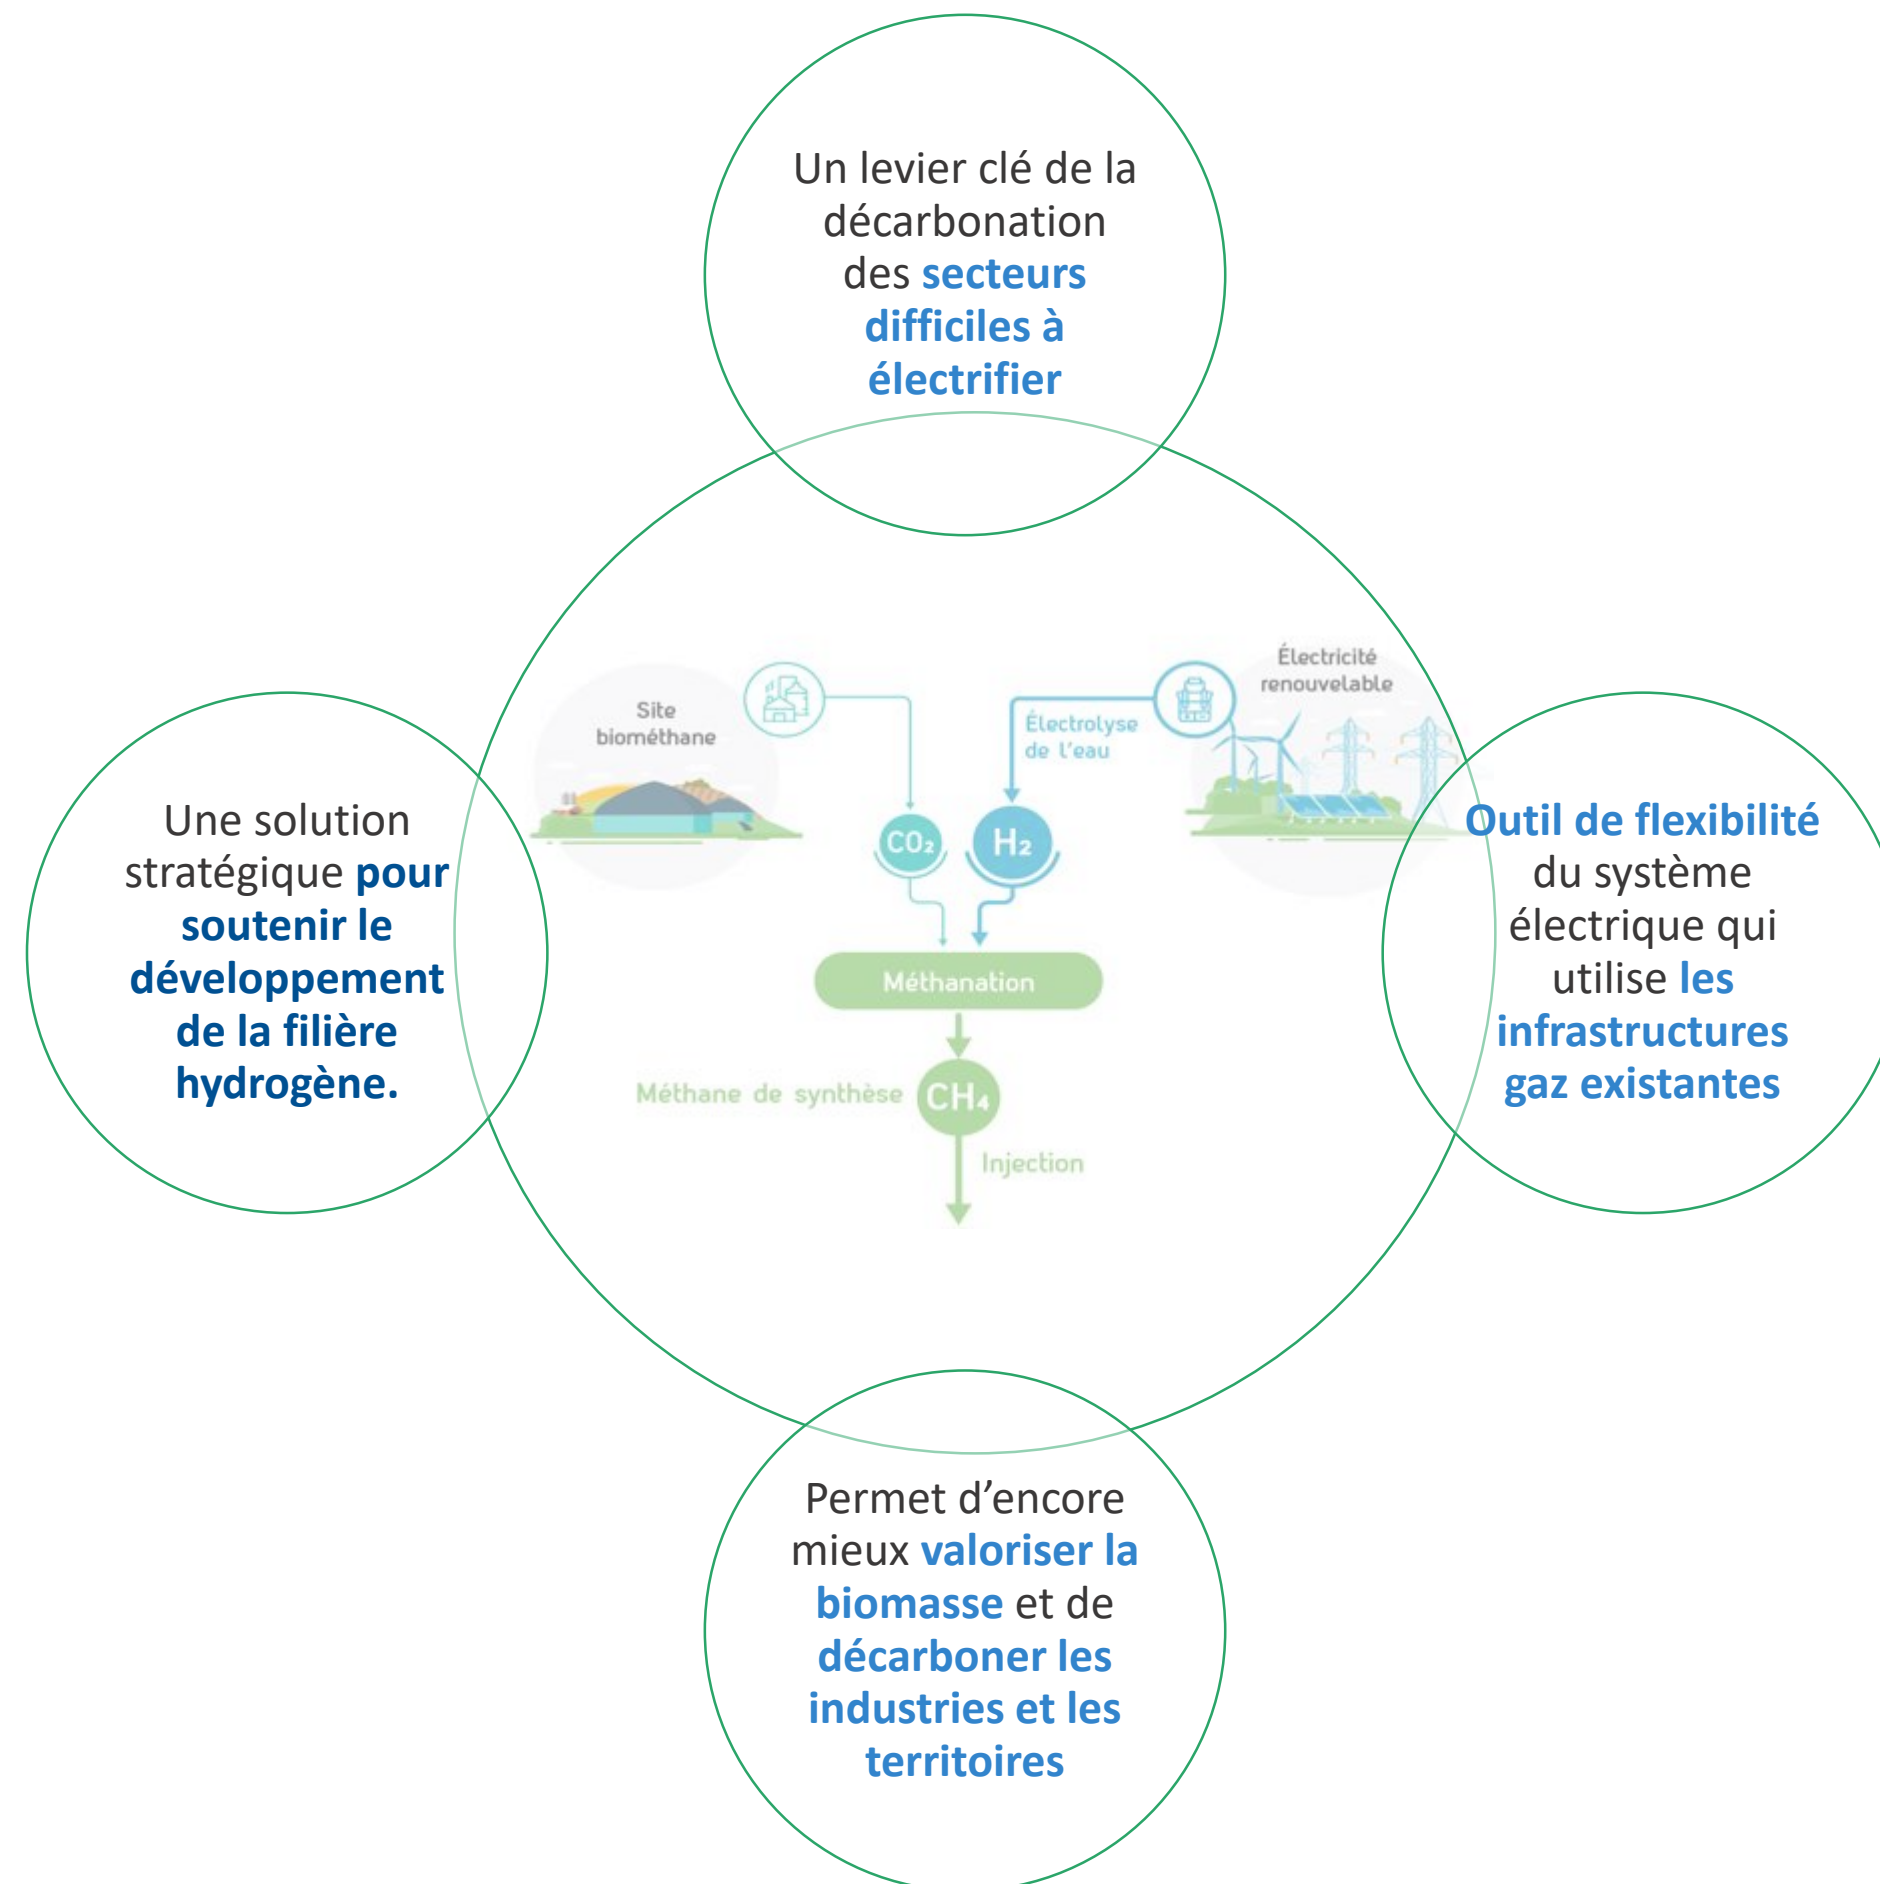 Un levier clé de la
décarbonation
des secteurs
difficiles à
électrifier
Site
biométhane
Électrolyse
de l'eau
Électricité
renouvelable
CO₂
H₂
Méthanation
Méthane de synthèse
CH₄
Injection
Une solution
stratégique pour
soutenir le
développement
de la filière
hydrogène.
Outil de flexibilité
du système
électrique qui
utilise les
infrastructures
gaz existantes
Permet d’encore
mieux valoriser la
biomasse et de
décarboner les
industries et les
territoires